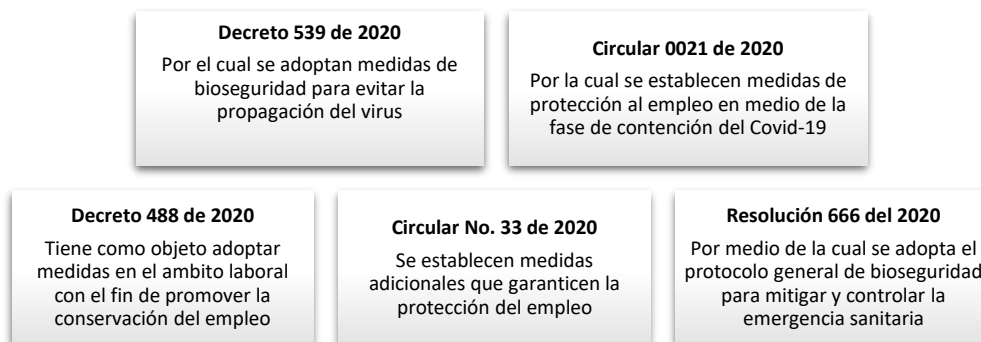 Decreto 539 de 2020
Por el cual se adoptan medidas de
bioseguridad para evitar la
propagación del virus
Circular 0021 de 2020
Por la cual se establecen medidas de
protección al empleo en medio de la
fase de contención del Covid-19
Decreto 488 de 2020
Tiene como objeto adoptar
medidas en el ambito laboral
con el fin de promover la
conservación del empleo
Circular No. 33 de 2020
Se establecen medidas
adicionales que garanticen la
protección del empleo
Resolución 666 del 2020
Por medio de la cual se adopta el
protocolo general de bioseguridad
para mitigar y controlar la
emergencia sanitaria